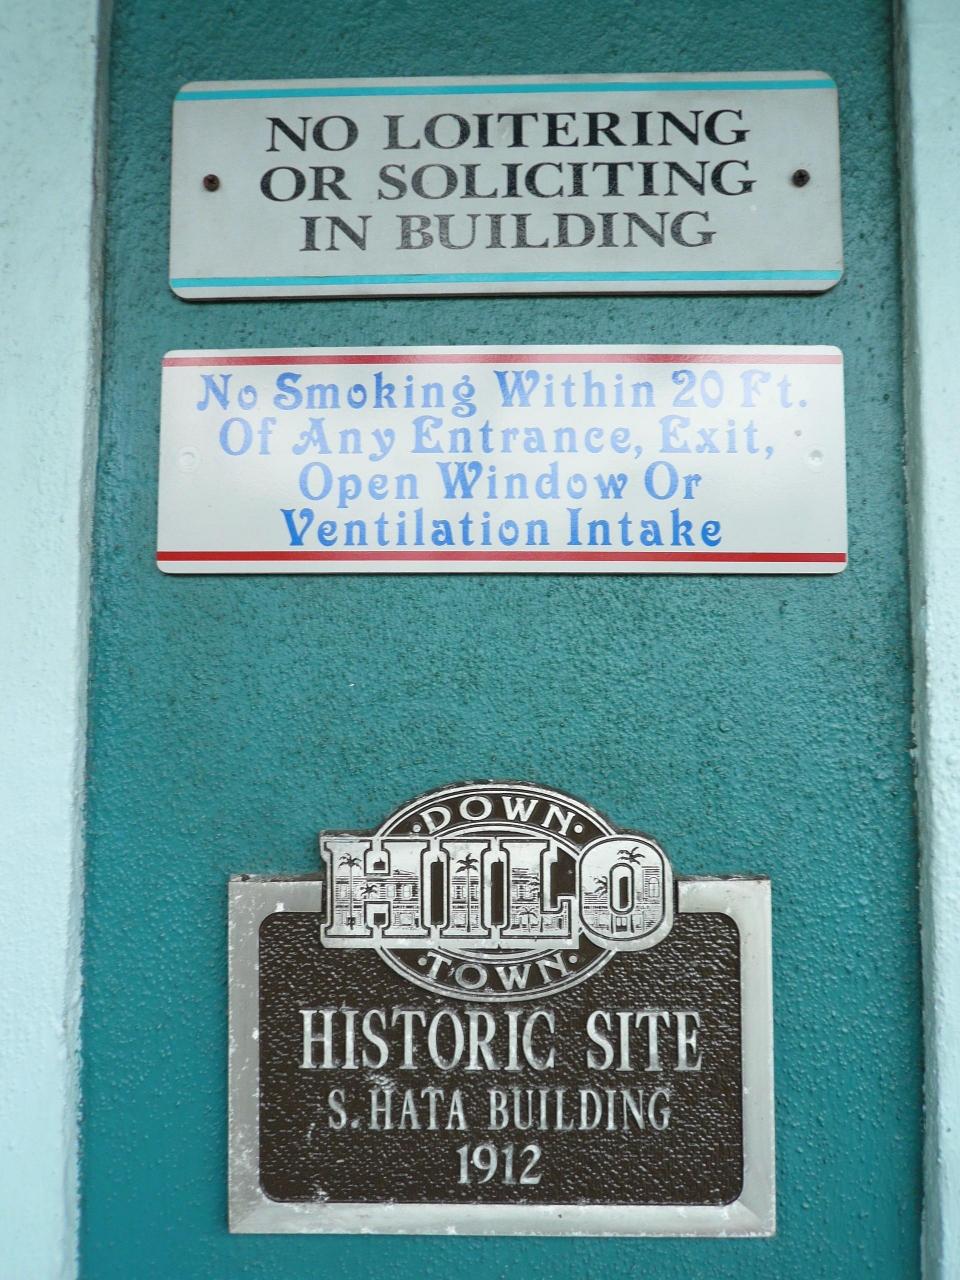 NO LOITERING
OR SOLICITING
IN BUILDING
No Smoking Within 20 Ft.
Of Any Entrance, Exit,
Open Window Or
Ventilation Intake
·DOWN·
HILO
·TOWN·
HISTORIC SITE
S. HATA BUILDING
1912